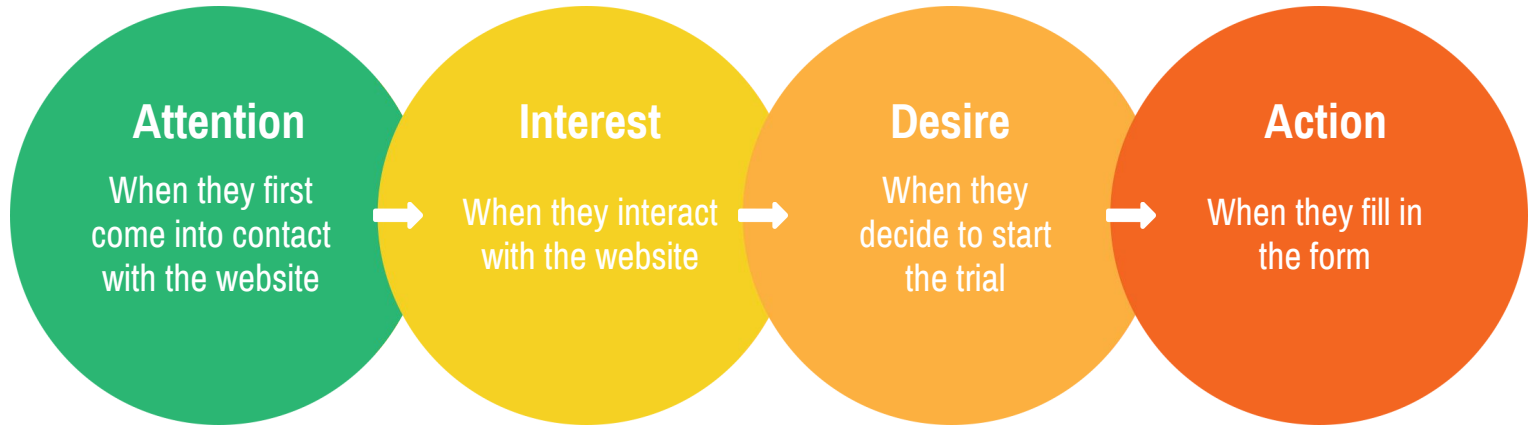 Attention
When they first
come into contact
with the website
Interest
When they interact
with the website
Desire
When they
decide to start
the trial
Action
When they fill in
the form